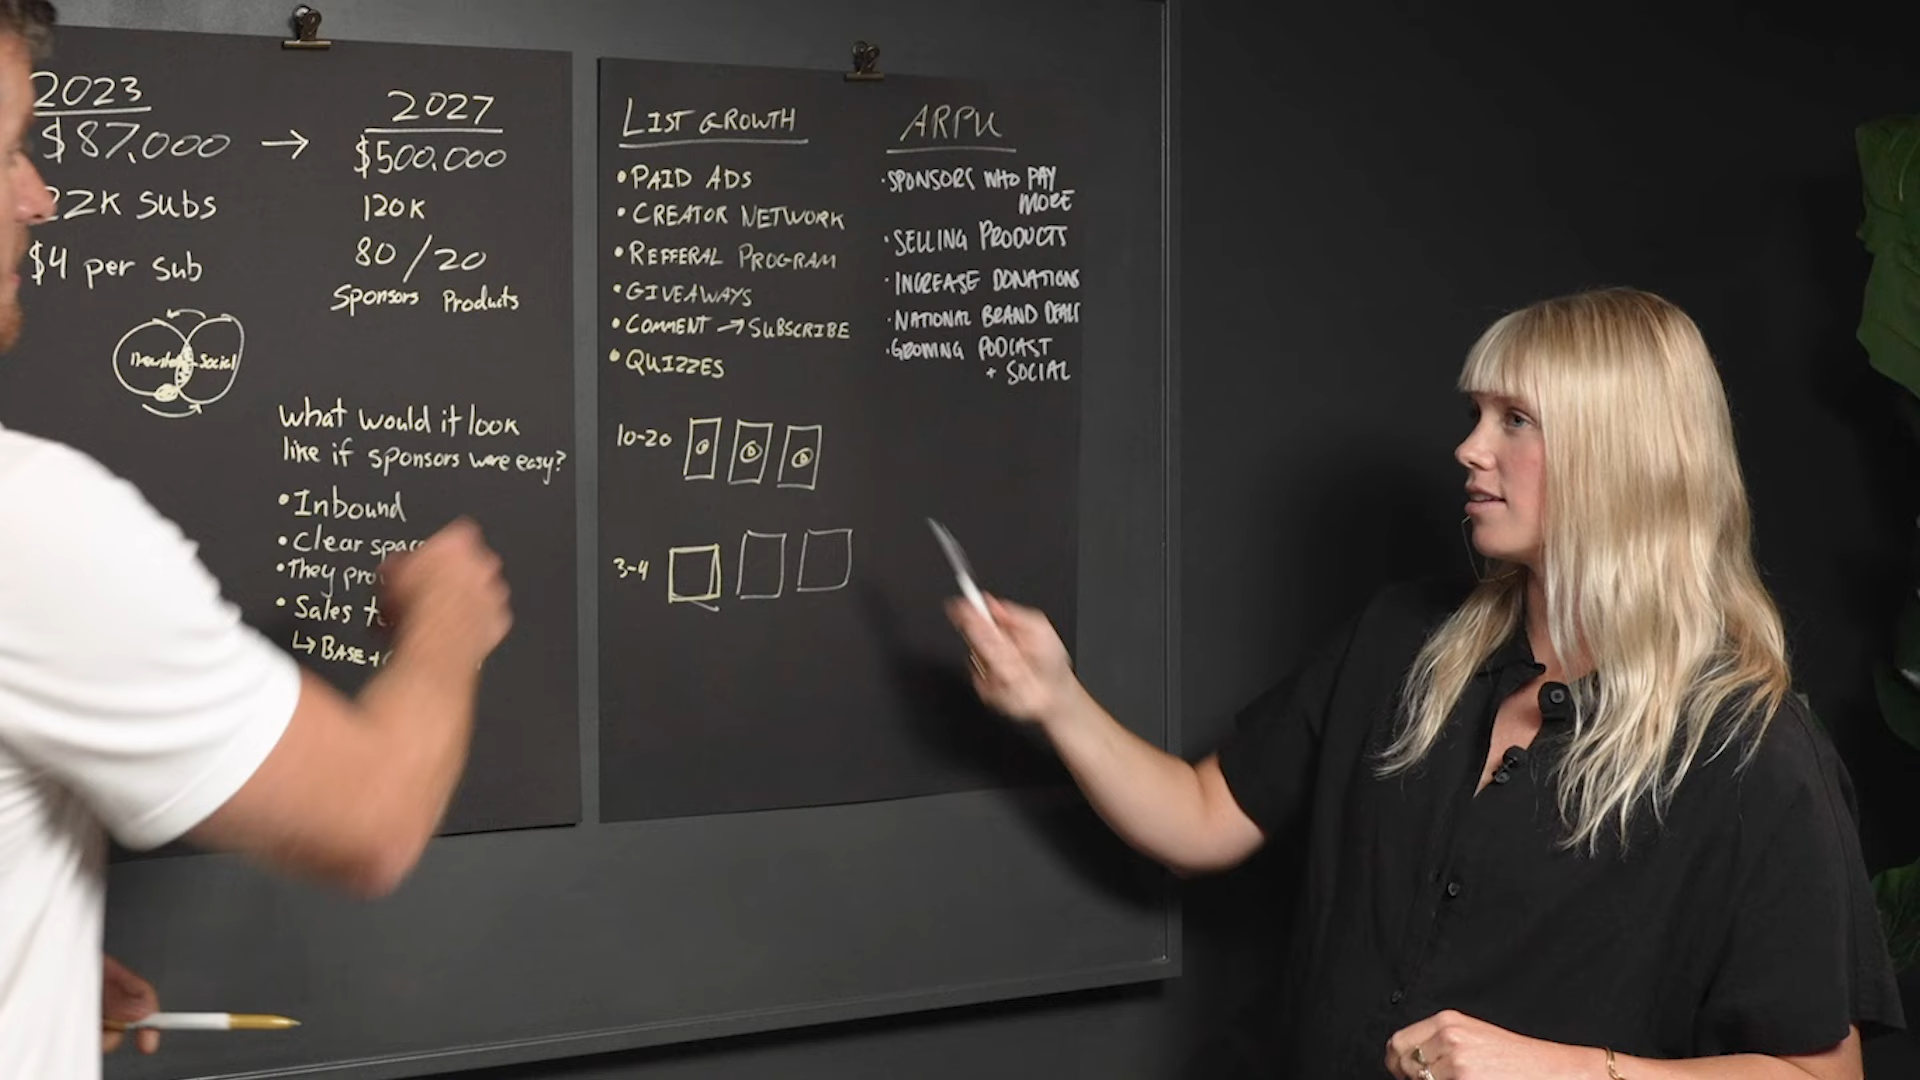 2023
$87,000 →
22K subs
$4 per sub
Social
2027
$500,000
120K
80/20
Sponsors Products
What would it look
like if sponsors were easy?
• Inbound
• Clear
• They
• Sales
↳ BASE +
LIST GROWTH
• PAID ADS
• CREATOR NETWORK
• REFFERAL PROGRAM
• GIVEAWAYS
• COMMENT → SUBSCRIBE
• QUIZZES
10-20
3-4
ARPU
• SPONSORS WHO PAY
MORE
• SELLING PRODUCTS
• INCREASE DONATIONS
• NATIONAL BRAND DEALS
• GROWING PODCAST
+ SOCIAL